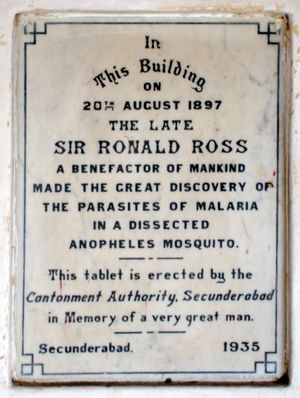 In
This Building
ON
20TH AUGUST 1897
THE LATE
SIR RONALD ROSS
A BENEFACTOR OF MANKIND
MADE THE GREAT DISCOVERY OF
THE PARASITES OF MALARIA
IN A DISSECTED
ANOPHELES MOSQUITO.
This tablet is erected by the
Cantonment Authority, Secunderabad
in Memory of a very great man.
Secunderabad. 1935